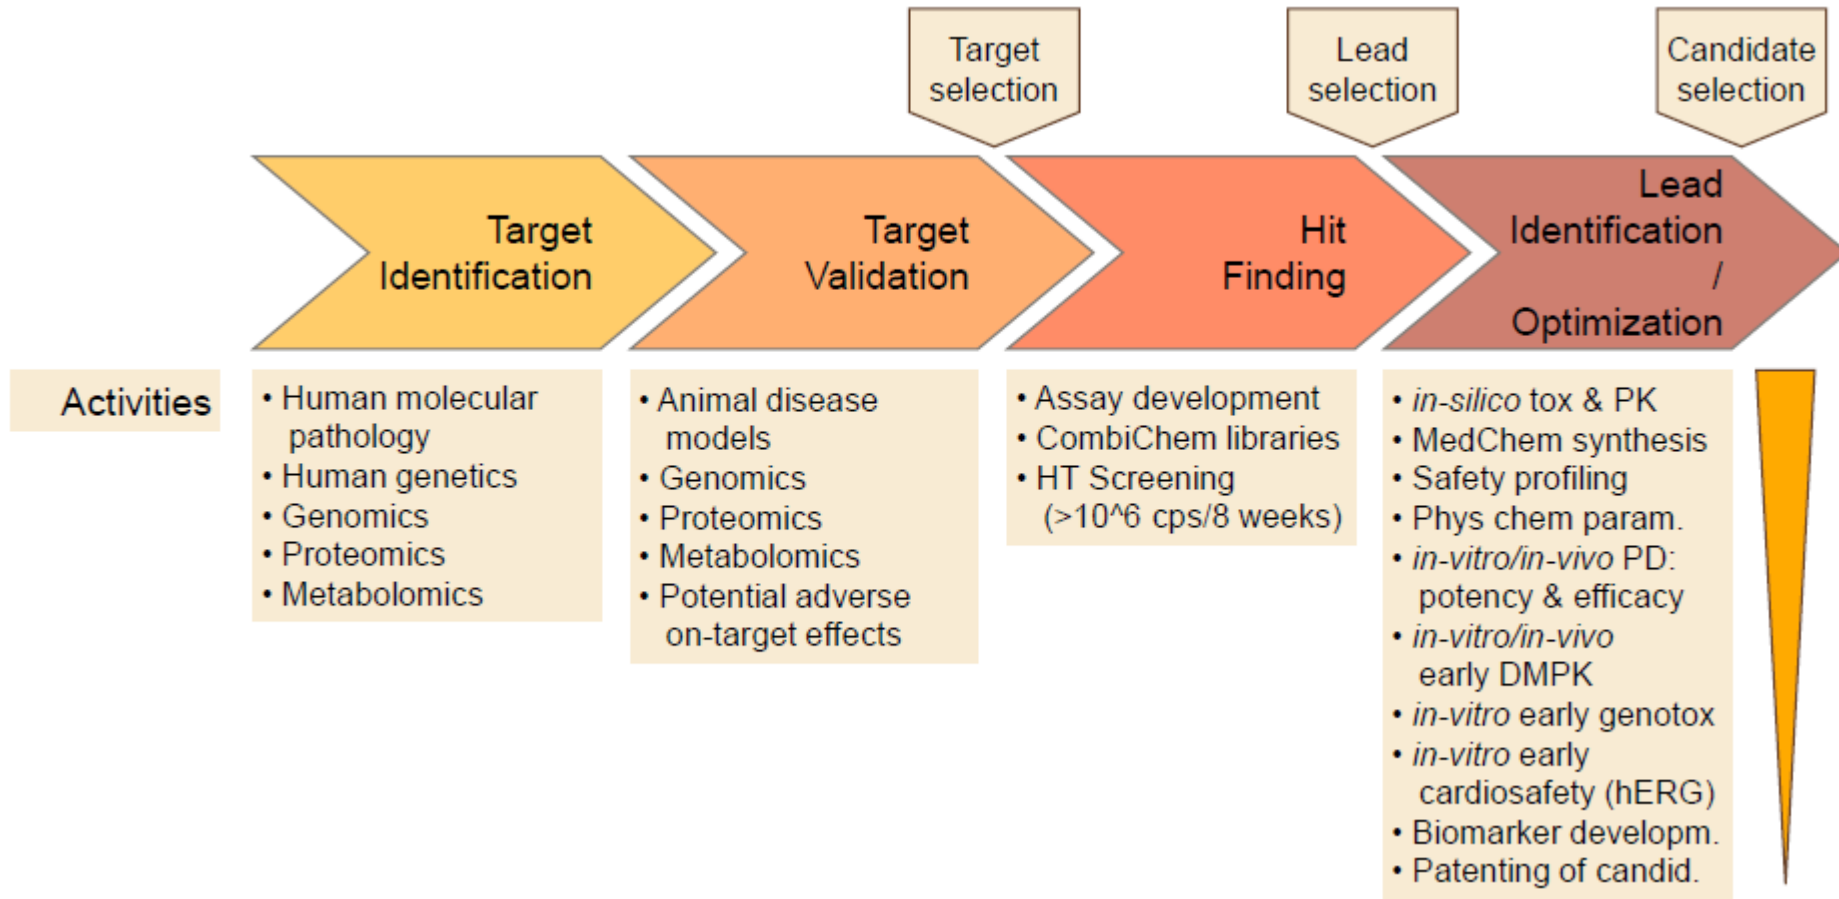 Target
selection
Lead
selection
Candidate
selection
Target
Identification
Target
Validation
Hit
Finding
Lead
Identification
/
Optimization
Activities
• Human molecular
pathology
• Human genetics
• Genomics
• Proteomics
• Metabolomics
• Animal disease
models
• Genomics
• Proteomics
• Metabolomics
• Potential adverse
on-target effects
• Assay development
• CombiChem libraries
• HT Screening
(>10^6 cps/8 weeks)
• in-silico tox & PK
• MedChem synthesis
• Safety profiling
• Phys chem param.
• in-vitro/in-vivo PD:
potency & efficacy
• in-vitro/in-vivo
early DMPK
• in-vitro early genotox
• in-vitro early
cardiosafety (hERG)
• Biomarker developm.
• Patenting of candid.